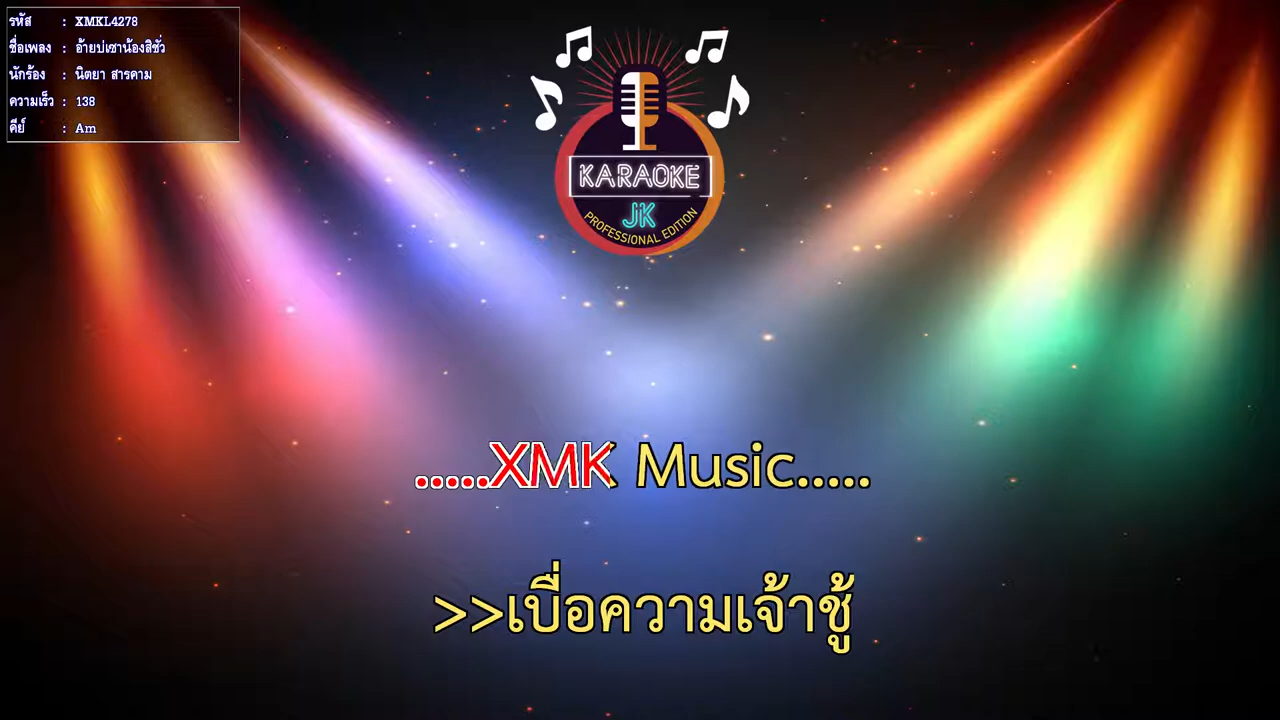 รหัส : XMKL4278
ชื่อเพลง : อ้ายบ่เซาน้องสิซั่ว
นักร้อง : นิตยา สารคาม
ความเร็ว : 138
คีย์ : Am
KARAOKE
JK
PROFESSIONAL EDITION
.....XMK Music.....
>>เบื่อความเจ้าชู้